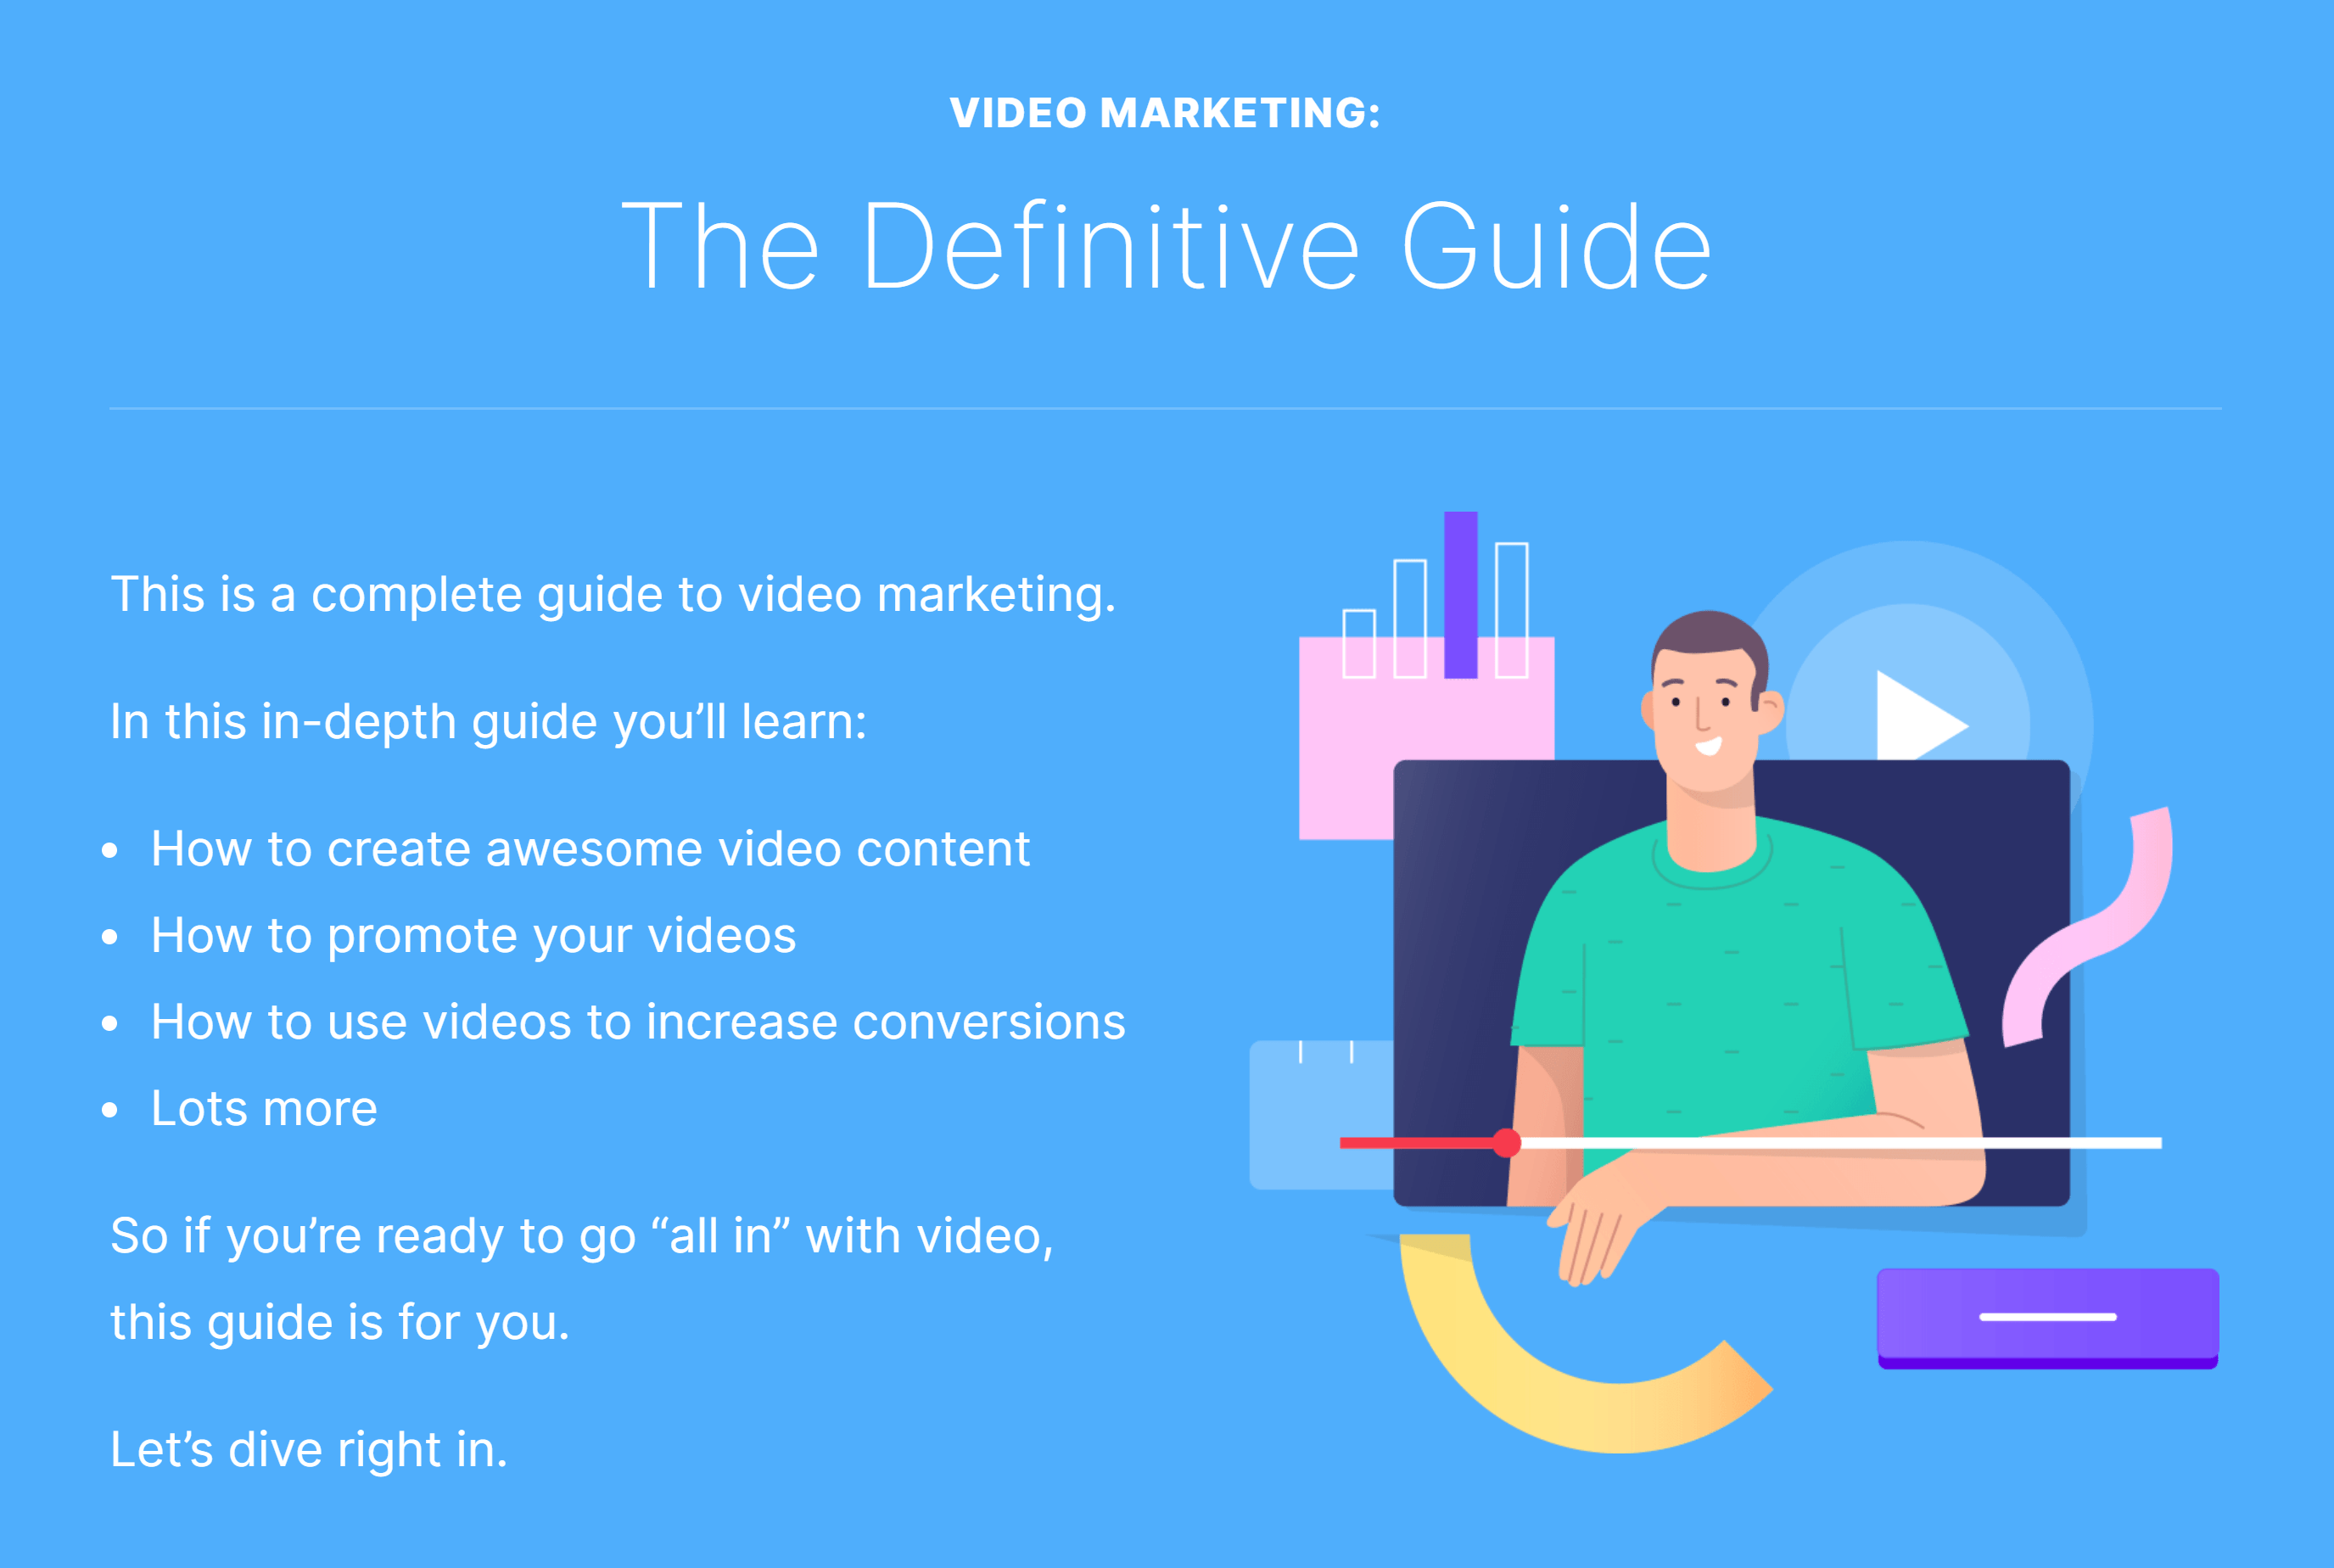 VIDEO MARKETING:
The Definitive Guide
This is a complete guide to video marketing.
In this in-depth guide you’ll learn:
• How to create awesome video content
• How to promote your videos
• How to use videos to increase conversions
• Lots more
So if you’re ready to go “all in” with video,
this guide is for you.
Let’s dive right in.